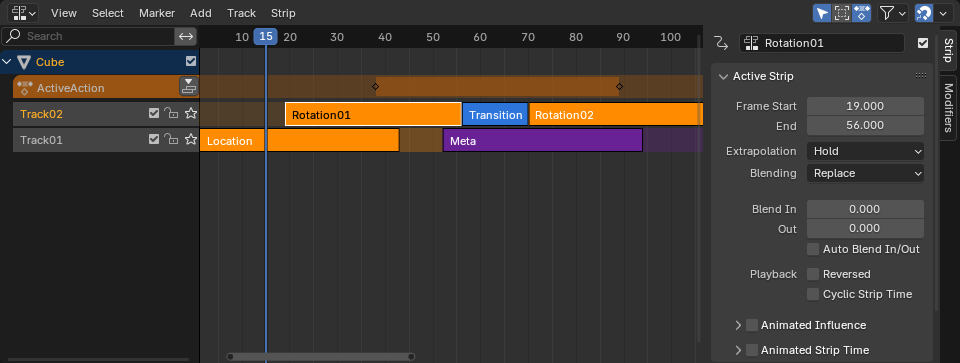 View Select Marker Add Track Strip
Search
10 15 20 30 40 50 60 70 80 90 100
Cube
ActiveAction
Track02
Rotation01 Transition Rotation02
Track01
Location Meta
Rotation01
Active Strip
Frame Start 19.000
End 56.000
Extrapolation Hold
Blending Replace
Blend In 0.000
Out 0.000
Auto Blend In/Out
Playback Reversed
Cyclic Strip Time
Animated Influence
Animated Strip Time
Strip
Modifiers